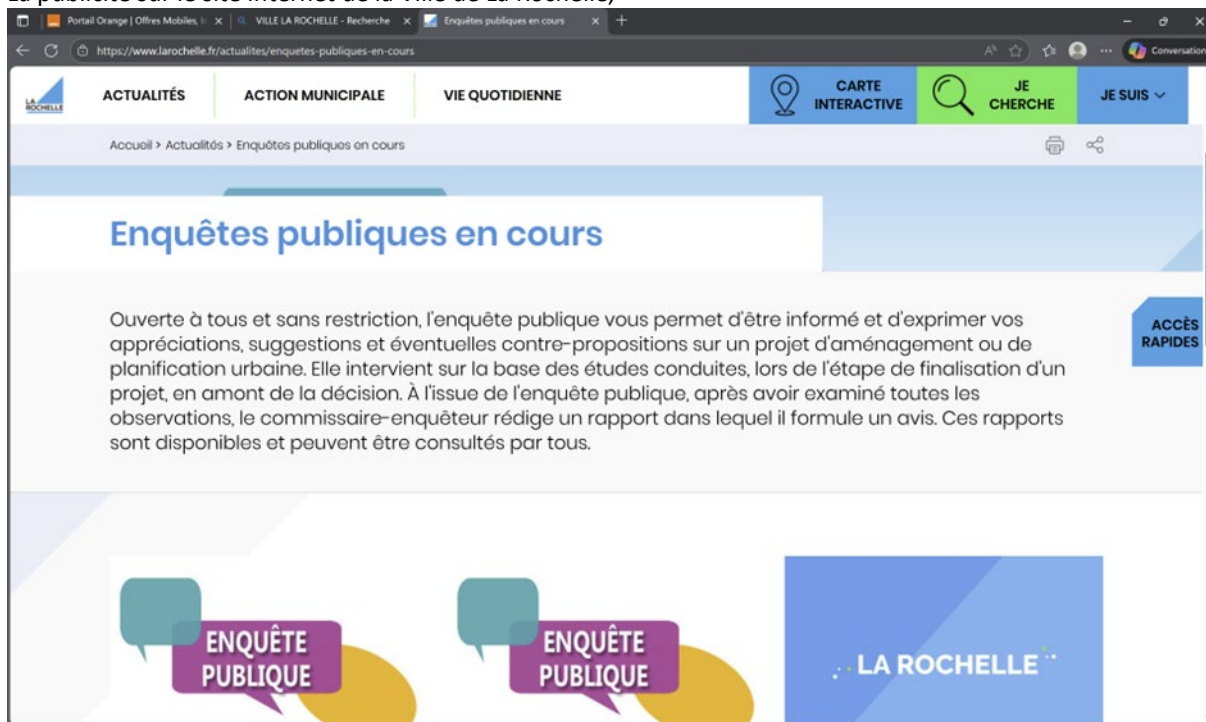 La publicité sur le site internet de la Ville de La Rochelle,
Portail Orange | Offres Mobiles, In
VILLE LA ROCHELLE - Recherche
Enquêtes publiques en cours
https://www.larochelle.fr/actualites/enquetes-publiques-en-cours
Conversation
LA
ROCHELLE
ACTUALITÉS
ACTION MUNICIPALE
VIE QUOTIDIENNE
CARTE
INTERACTIVE
JE
CHERCHE
JE SUIS
Accueil > Actualités > Enquêtes publiques en cours
Enquêtes publiques en cours
Ouverte à tous et sans restriction, l'enquête publique vous permet d'être informé et d'exprimer vos
appréciations, suggestions et éventuelles contre-propositions sur un projet d'aménagement ou de
planification urbaine. Elle intervient sur la base des études conduites, lors de l'étape de finalisation d'un
projet, en amont de la décision. À l'issue de l'enquête publique, après avoir examiné toutes les
observations, le commissaire-enquêteur rédige un rapport dans lequel il formule un avis. Ces rapports
sont disponibles et peuvent être consultés par tous.
ACCÈS
RAPIDES
ENQUÊTE
PUBLIQUE
ENQUÊTE
PUBLIQUE
LA ROCHELLE